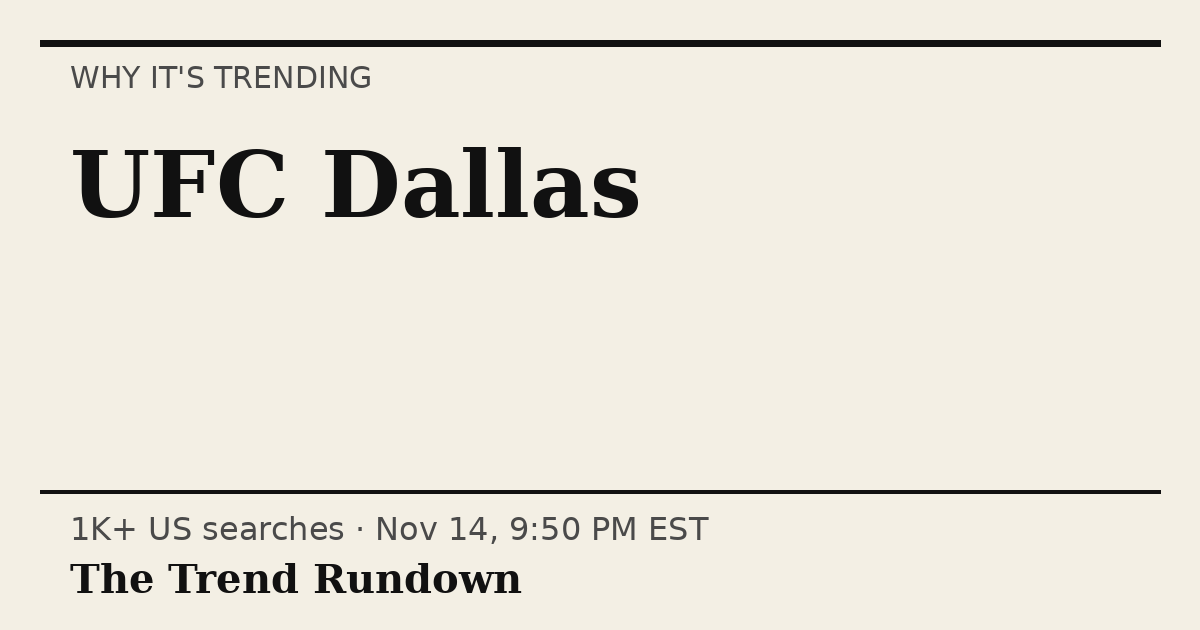 WHY IT'S TRENDING
UFC Dallas
1K+ US searches · Nov 14, 9:50 PM EST
The Trend Rundown